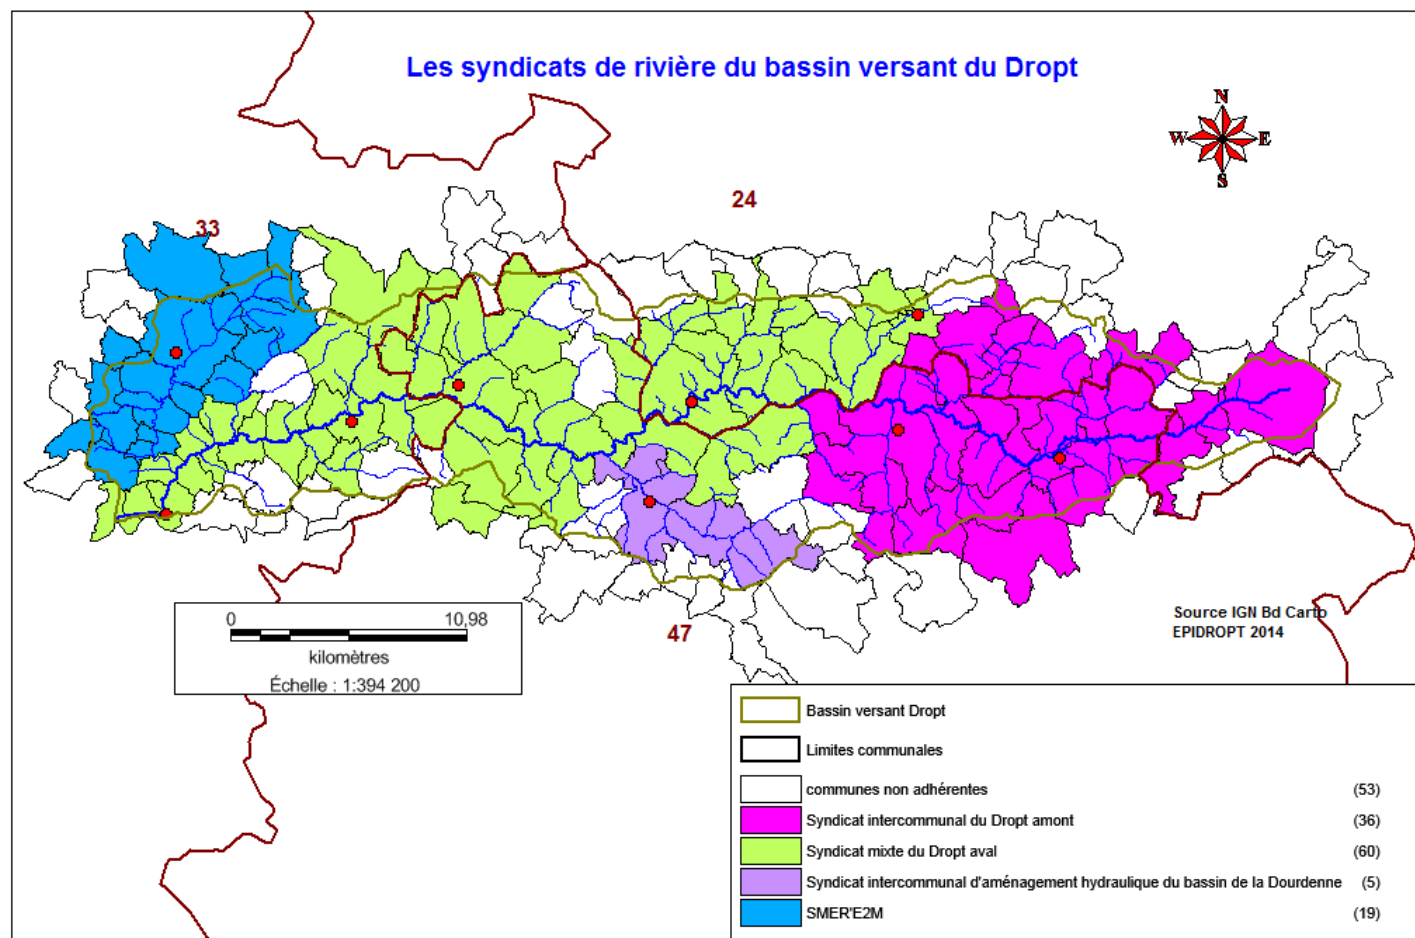 Les syndicats de rivière du bassin versant du Dropt
N
W E
S
33
24
47
0 10,98
kilomètres
Échelle : 1:394 200
Source IGN Bd Carto
EPIDROPT 2014
Bassin versant Dropt
Limites communales
communes non adhérentes (53)
Syndicat intercommunal du Dropt amont (36)
Syndicat mixte du Dropt aval (60)
Syndicat intercommunal d'aménagement hydraulique du bassin de la Dourdenne (5)
SMER'E2M (19)